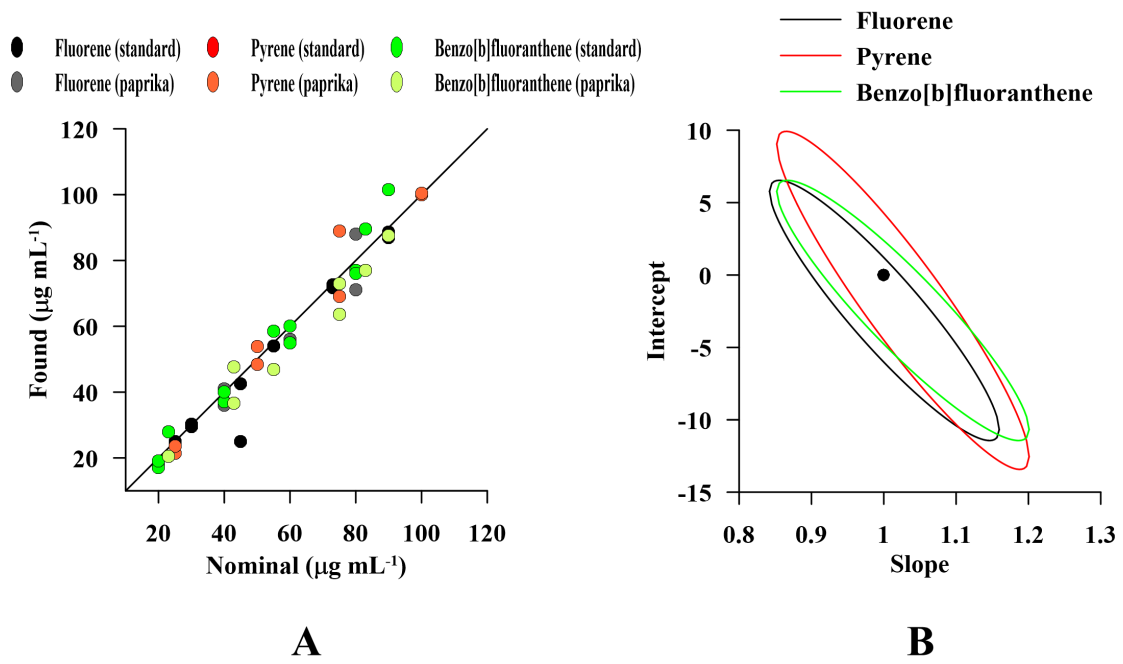 Fluorene (standard) Pyrene (standard) Benzo[b]fluoranthene (standard)
Fluorene (paprika) Pyrene (paprika) Benzo[b]fluoranthene (paprika)
120
100
80
60
40
20
Found (μg mL⁻¹)
20 40 60 80 100 120
Nominal (μg mL⁻¹)
A
Fluorene
Pyrene
Benzo[b]fluoranthene
10
5
0
-5
-10
-15
Intercept
0.8 0.9 1 1.1 1.2 1.3
Slope
B